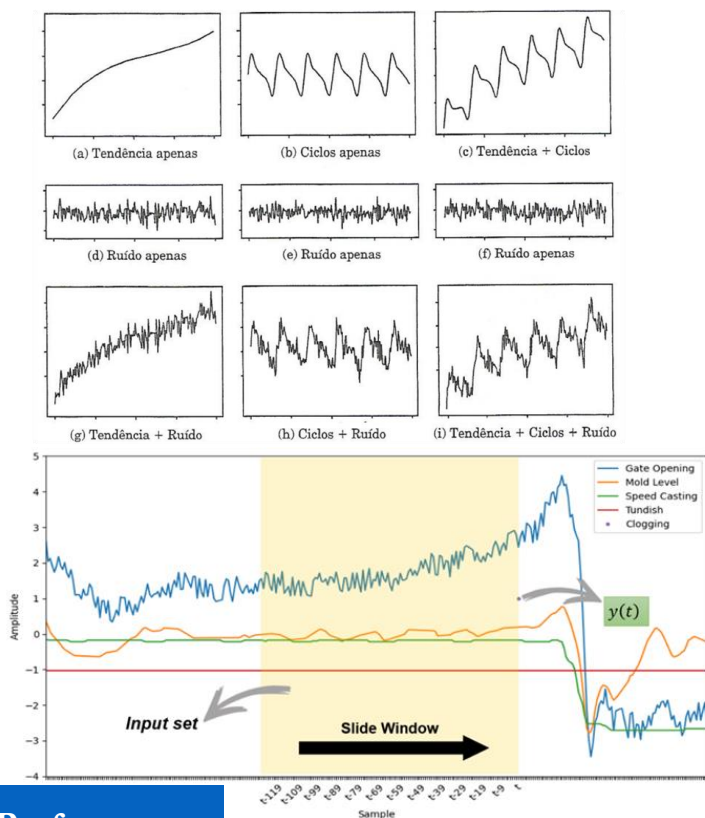 (a) Tendência apenas
(b) Ciclos apenas
(c) Tendência + Ciclos
(d) Ruído apenas
(e) Ruído apenas
(f) Ruído apenas
(g) Tendência + Ruído
(h) Ciclos + Ruído
(i) Tendência + Ciclos + Ruído
5
4
3
2
1
0
−1
−2
−3
−4
Amplitude
Gate Opening
Mold Level
Speed Casting
Tundish
Clogging
y(t)
Input set
Slide Window
t-119
t-109
t-99
t-89
t-79
t-69
t-59
t-49
t-39
t-29
t-19
t-9
t
Sample